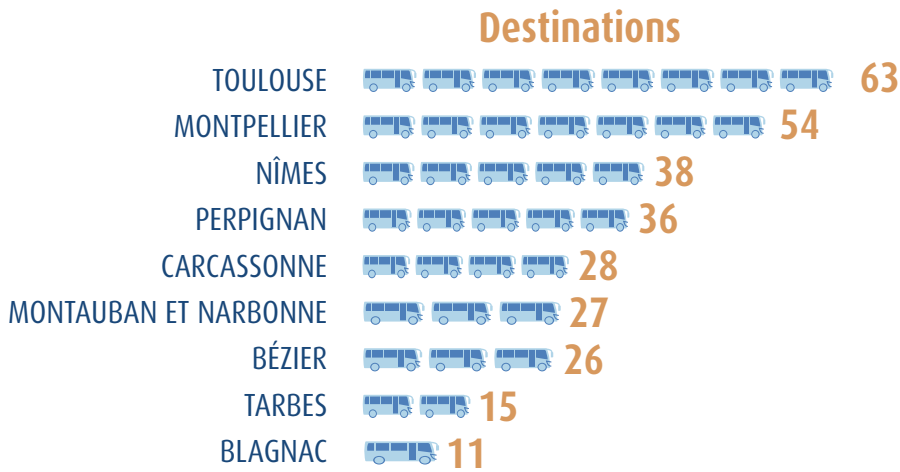 Destinations
TOULOUSE 63
MONTPELLIER 54
NÎMES 38
PERPIGNAN 36
CARCASSONNE 28
MONTAUBAN ET NARBONNE 27
BÉZIER 26
TARBES 15
BLAGNAC 11